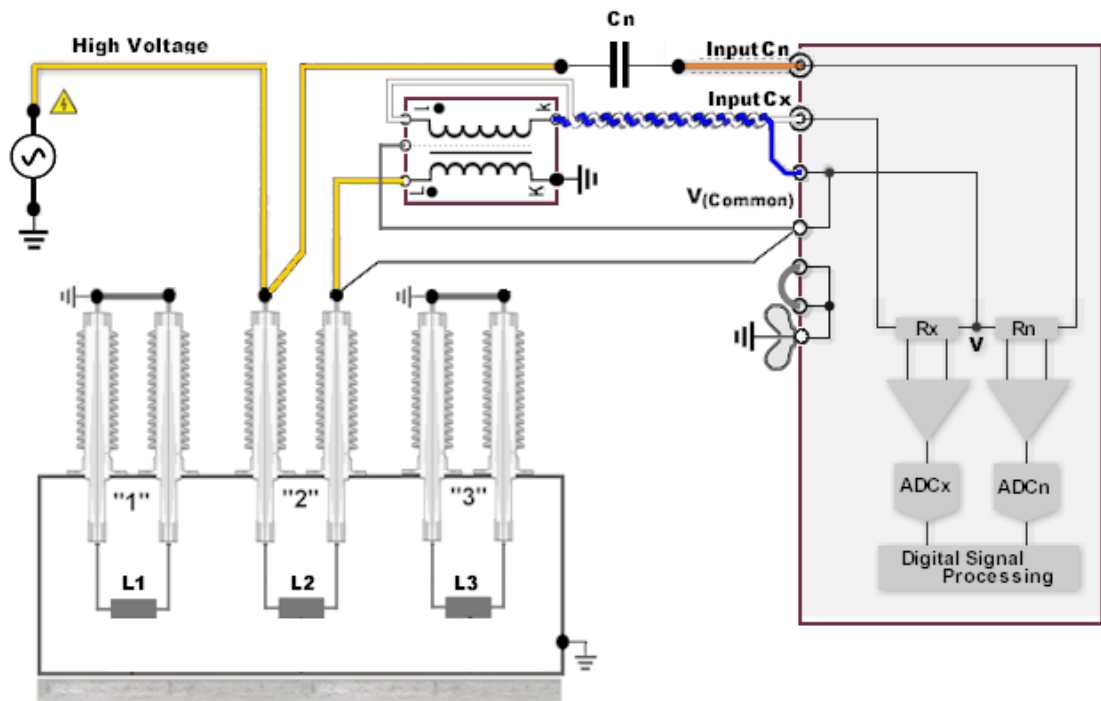 Cn
High Voltage
Input Cn
Input Cx
l
k
L
K
V(Common)
Rx
Rn
V
"1"
"2"
"3"
ADCx
ADCn
L1
L2
L3
Digital Signal
Processing